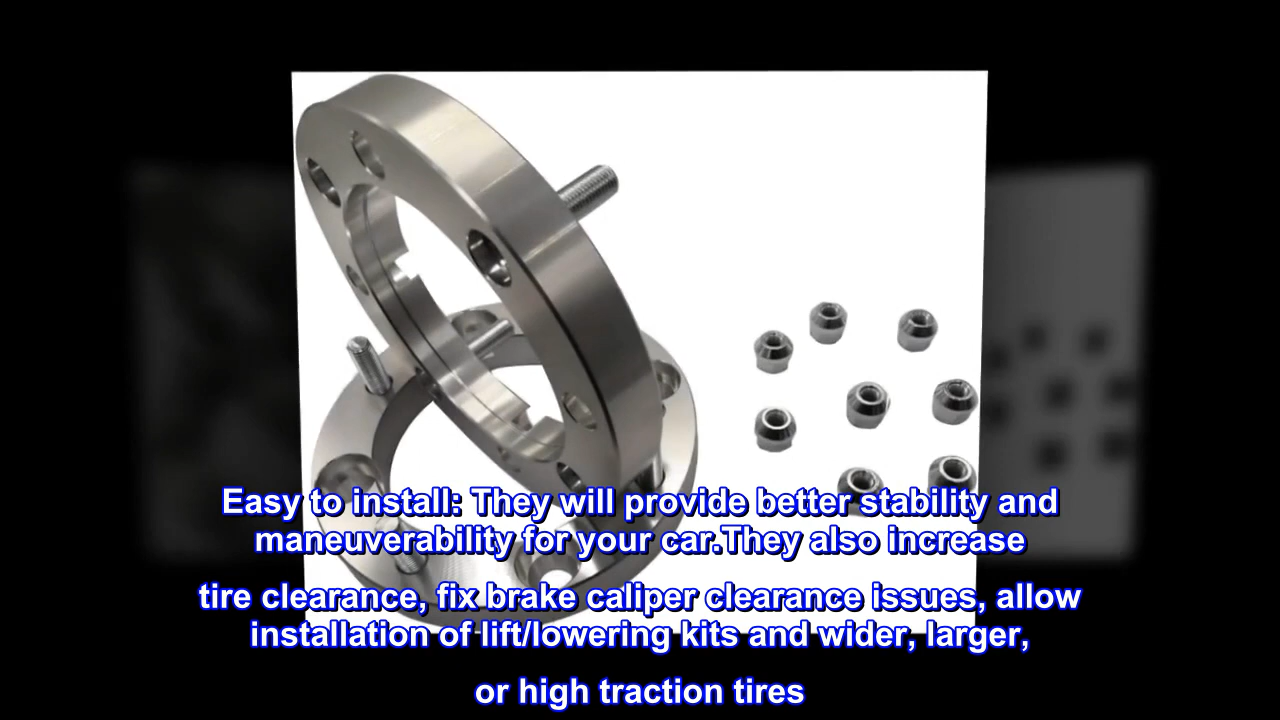 Easy to install: They will provide better stability and
maneuverability for your car.They also increase
tire clearance, fix brake caliper clearance issues, allow
installation of lift/lowering kits and wider, larger,
or high traction tires